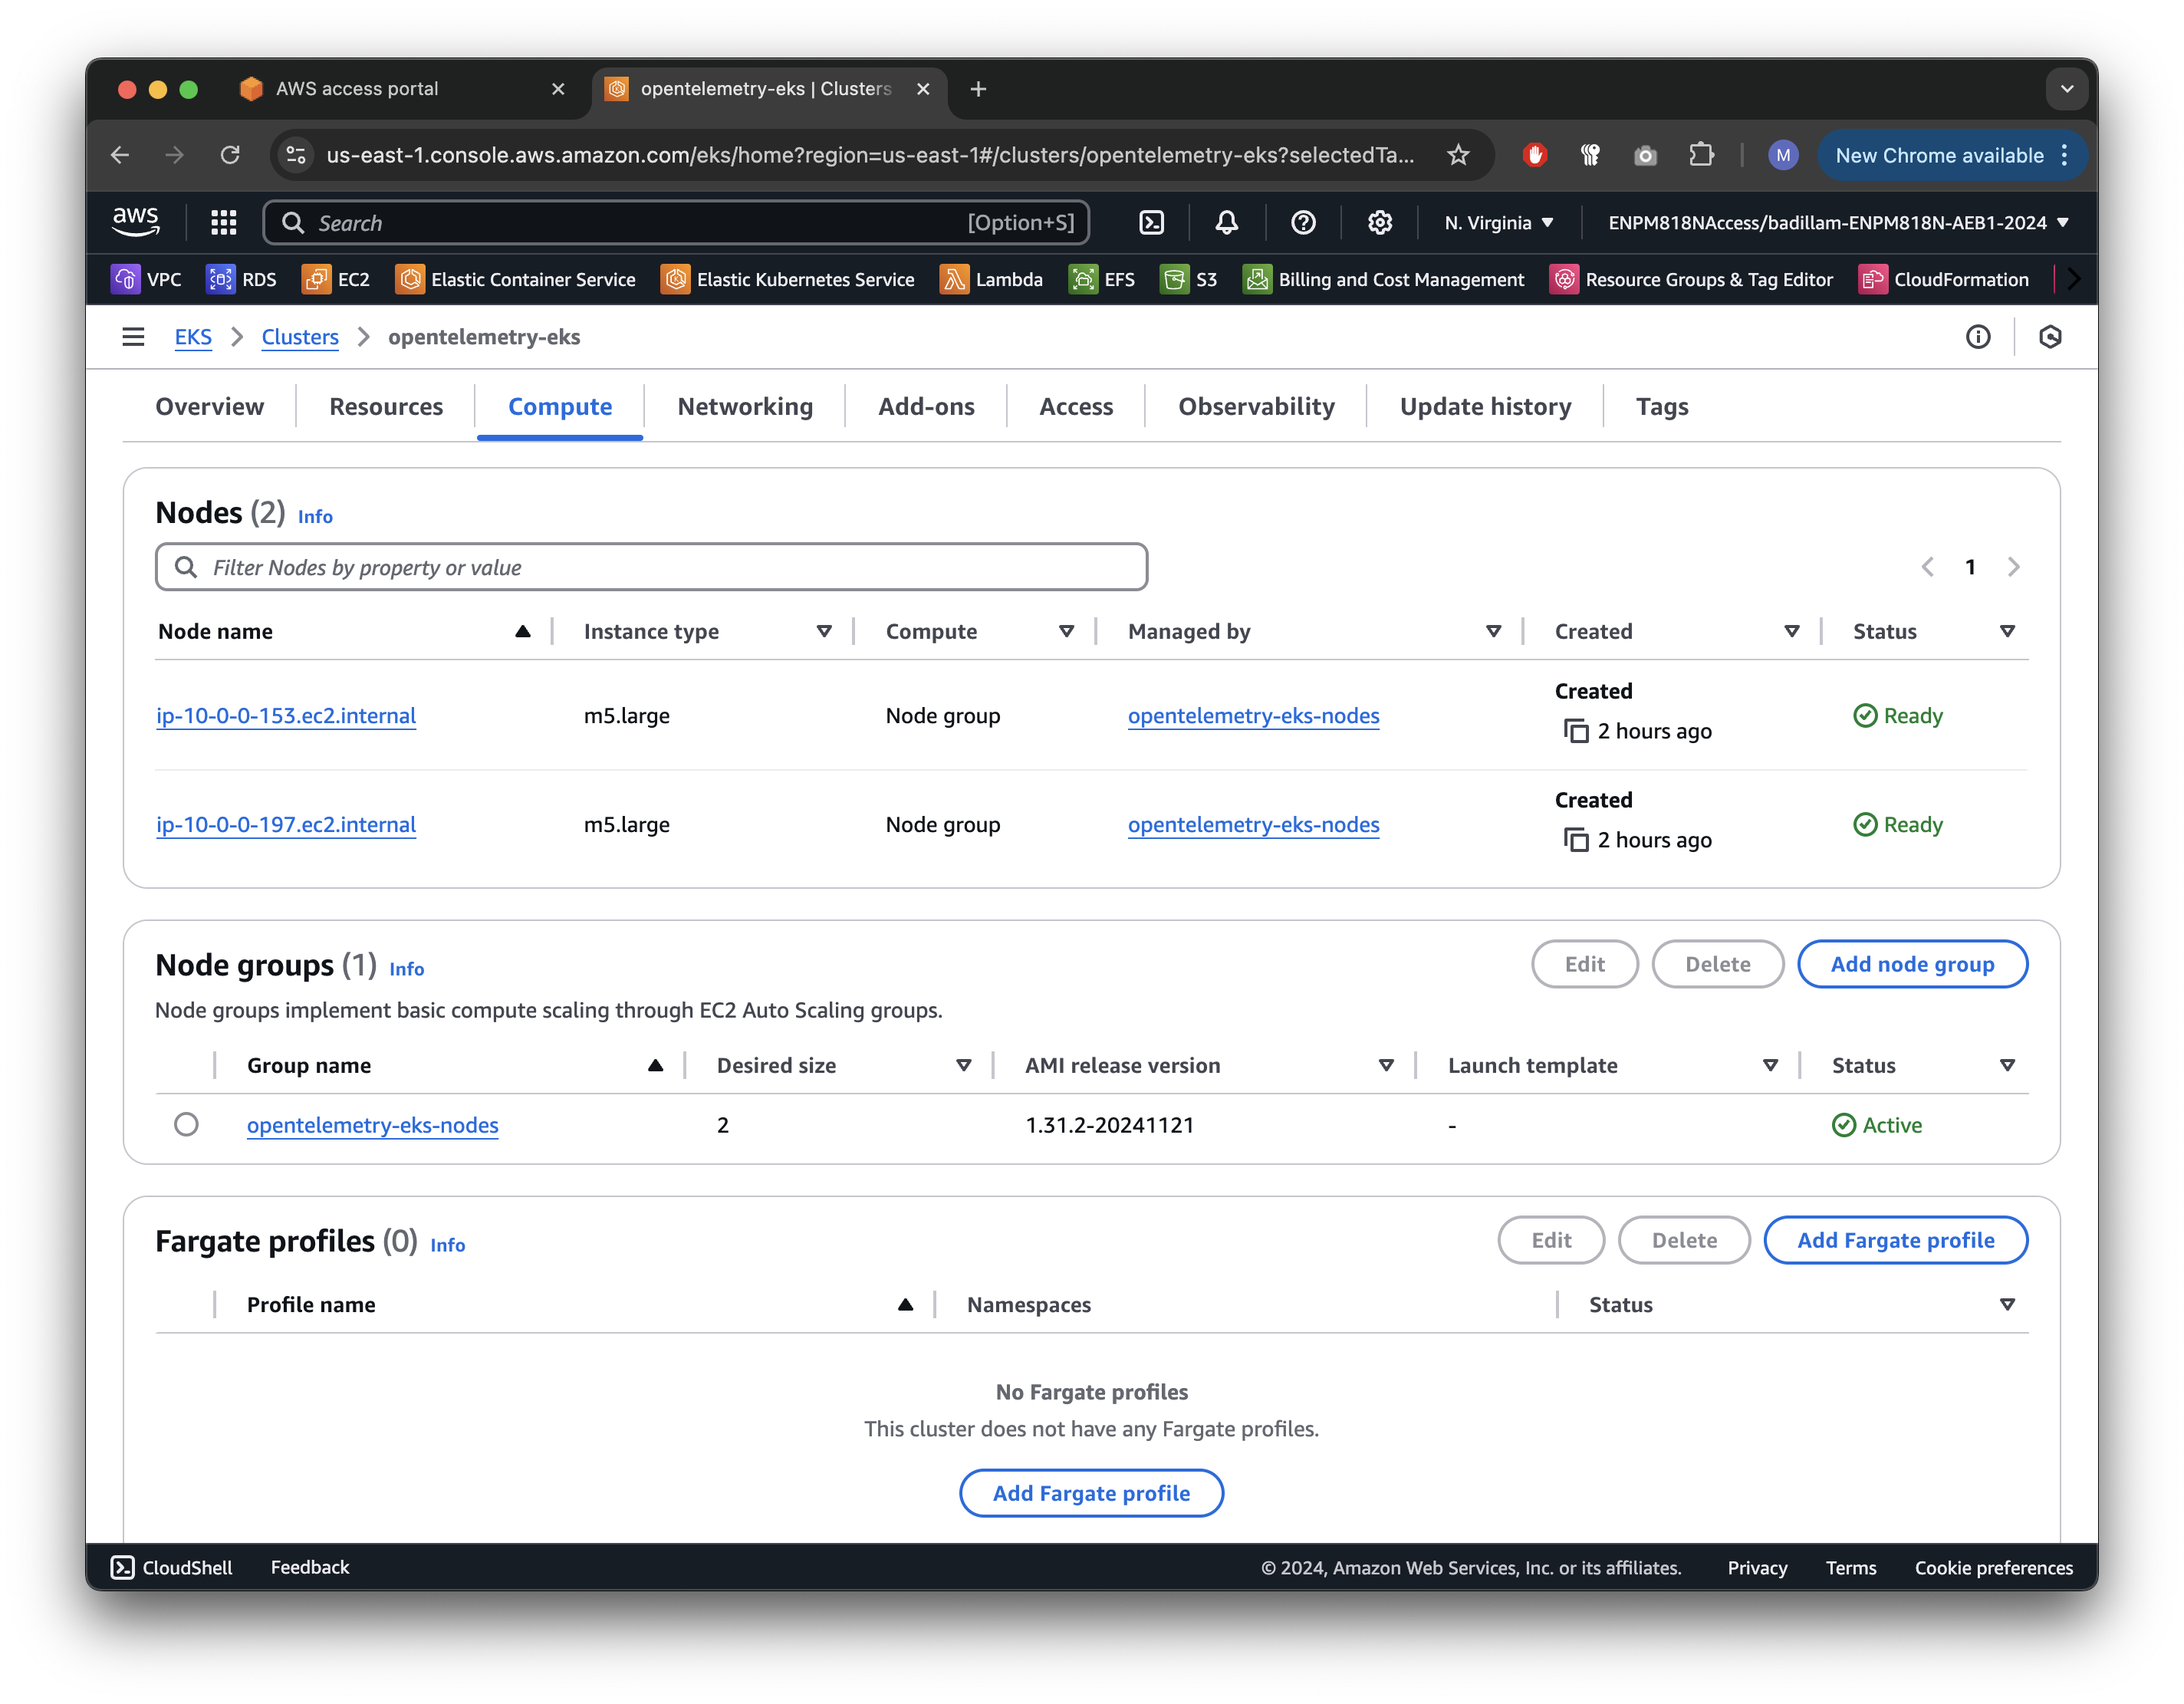 AWS access portal
opentelemetry-eks | Clusters
us-east-1.console.aws.amazon.com/eks/home?region=us-east-1#/clusters/opentelemetry-eks?selectedTa...
M
New Chrome available
aws
Search
[Option+S]
N. Virginia
ENPM818NAccess/badillam-ENPM818N-AEB1-2024
VPC
RDS
EC2
Elastic Container Service
Elastic Kubernetes Service
Lambda
EFS
S3
Billing and Cost Management
Resource Groups & Tag Editor
CloudFormation
EKS
Clusters
opentelemetry-eks
Overview
Resources
Compute
Networking
Add-ons
Access
Observability
Update history
Tags
Nodes (2) Info
Filter Nodes by property or value
1
Node name
Instance type
Compute
Managed by
Created
Status
ip-10-0-0-153.ec2.internal
m5.large
Node group
opentelemetry-eks-nodes
Created
2 hours ago
Ready
ip-10-0-0-197.ec2.internal
m5.large
Node group
opentelemetry-eks-nodes
Created
2 hours ago
Ready
Node groups (1) Info
Edit
Delete
Add node group
Node groups implement basic compute scaling through EC2 Auto Scaling groups.
Group name
Desired size
AMI release version
Launch template
Status
opentelemetry-eks-nodes
2
1.31.2-20241121
-
Active
Fargate profiles (0) Info
Edit
Delete
Add Fargate profile
Profile name
Namespaces
Status
No Fargate profiles
This cluster does not have any Fargate profiles.
Add Fargate profile
CloudShell
Feedback
© 2024, Amazon Web Services, Inc. or its affiliates.
Privacy
Terms
Cookie preferences